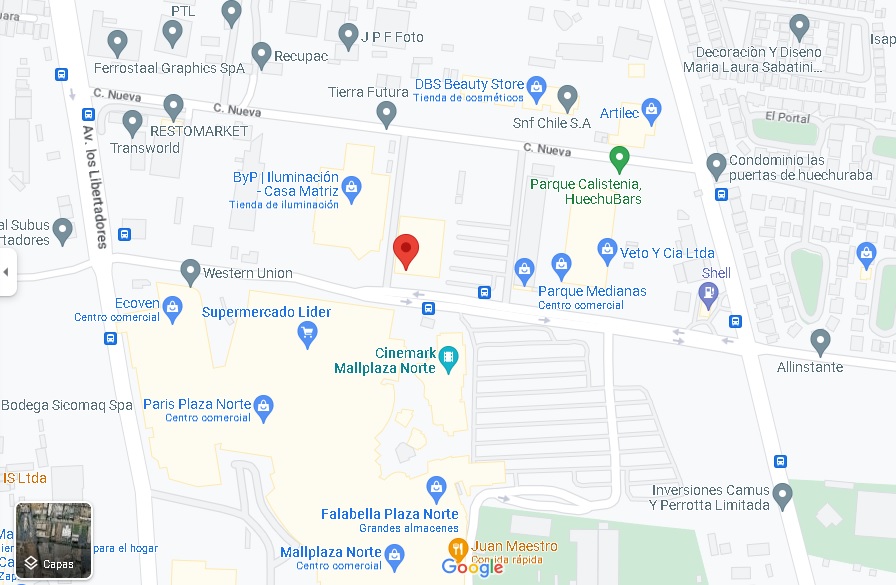 uara
PTL
J P F Foto
Recupac
Ferrostaal Graphics SpA
Decoracion Y Diseno
Maria Laura Sabatini...
Isap
DBS Beauty Store
Tienda de cosméticos
Tierra Futura
C. Nueva
C. Nueva
RESTOMARKET
Transworld
Snf Chile S.A
Artilec
El Portal
C. Nueva
Av. los Libertadores
ByP | Iluminación
- Casa Matriz
Tienda de iluminación
Parque Calistenia,
HuechuBars
Condominio las
puertas de huechuraba
al Subus
rtadores
Western Union
Veto Y Cia Ltda
Shell
Parque Medianas
Centro comercial
Ecoven
Centro comercial
Supermercado Lider
Cinemark
Mallplaza Norte
Allinstante
Bodega Sicomaq Spa
Paris Plaza Norte
Centro comercial
IS Ltda
Falabella Plaza Norte
Grandes almacenes
Inversiones Camus
Y Perrotta Limitada
Mallplaza Norte
Centro comercial
Juan Maestro
Comida rápida
Ma
para el hogar
Capas
Google